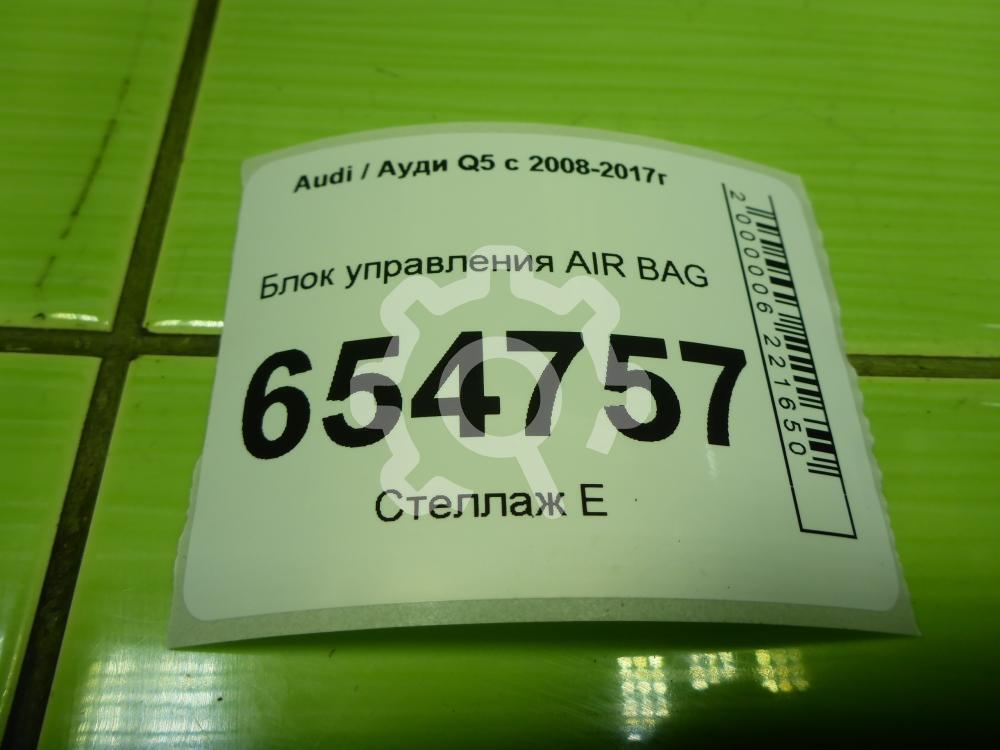 Audi / Ауди Q5 с 2008-2017г
Блок управления AIR BAG
654757
Стеллаж Е
2000006221650